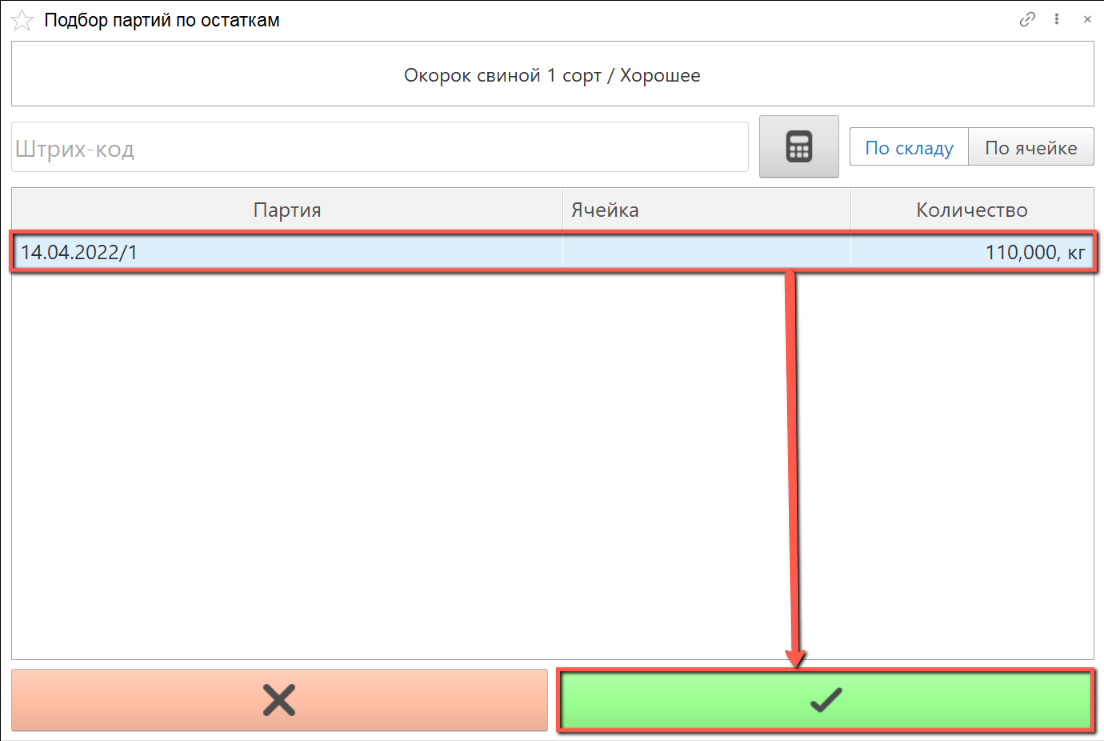 Подбор партий по остаткам
Окорок свиной 1 сорт / Хорошее
Штрих-код
По складу
По ячейке
Партия
Ячейка
Количество
14.04.2022/1
110,000, кг